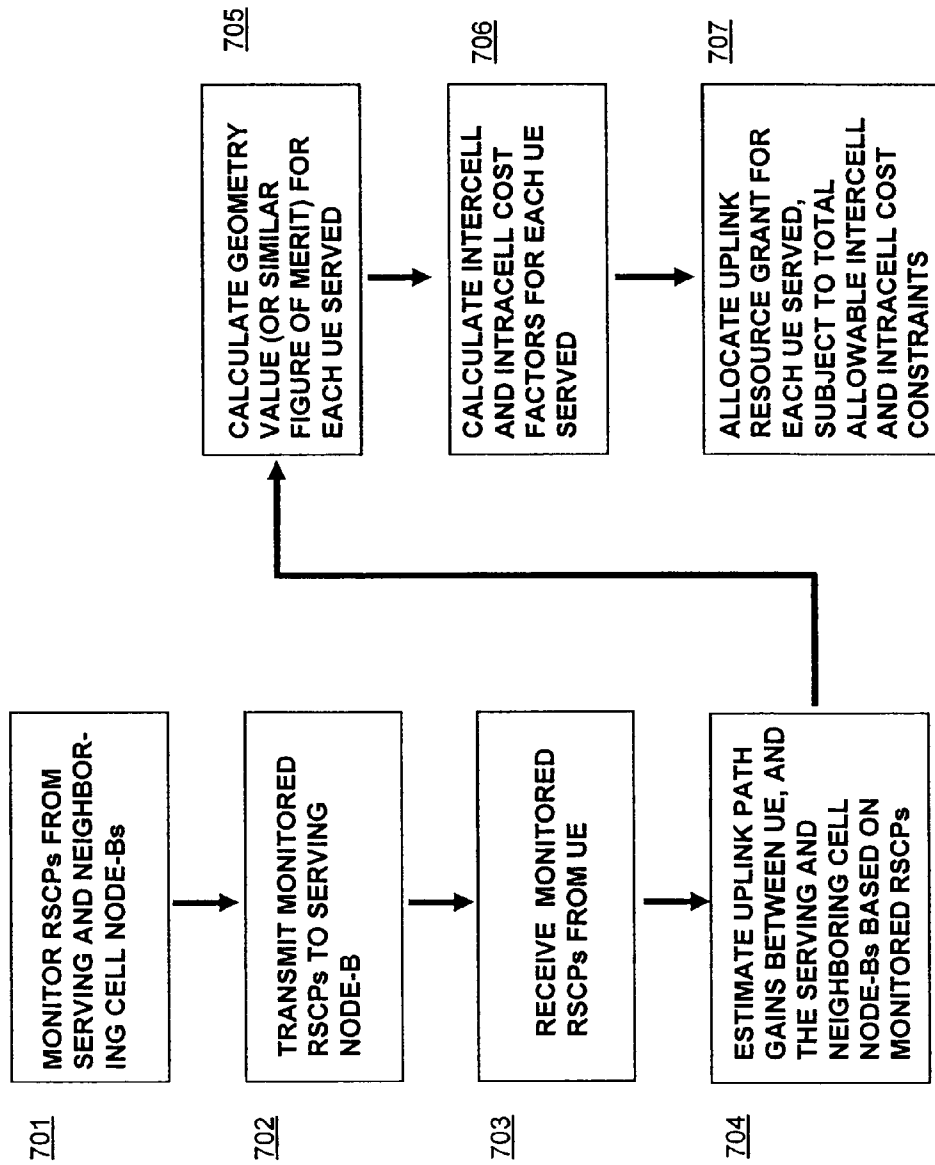 701
MONITOR RSCPs FROM
SERVING AND NEIGHBOR-
ING CELL NODE-Bs
702
TRANSMIT MONITORED
RSCPs TO SERVING
NODE-B
703
RECEIVE MONITORED
RSCPs FROM UE
704
ESTIMATE UPLINK PATH
GAINS BETWEEN UE, AND
THE SERVING AND
NEIGHBORING CELL
NODE-Bs BASED ON
MONITORED RSCPs
705
CALCULATE GEOMETRY
VALUE (OR SIMILAR
FIGURE OF MERIT) FOR
EACH UE SERVED
706
CALCULATE INTERCELL
AND INTRACELL COST
FACTORS FOR EACH UE
SERVED
707
ALLOCATE UPLINK
RESOURCE GRANT FOR
EACH UE SERVED,
SUBJECT TO TOTAL
ALLOWABLE INTERCELL
AND INTRACELL COST
CONSTRAINTS